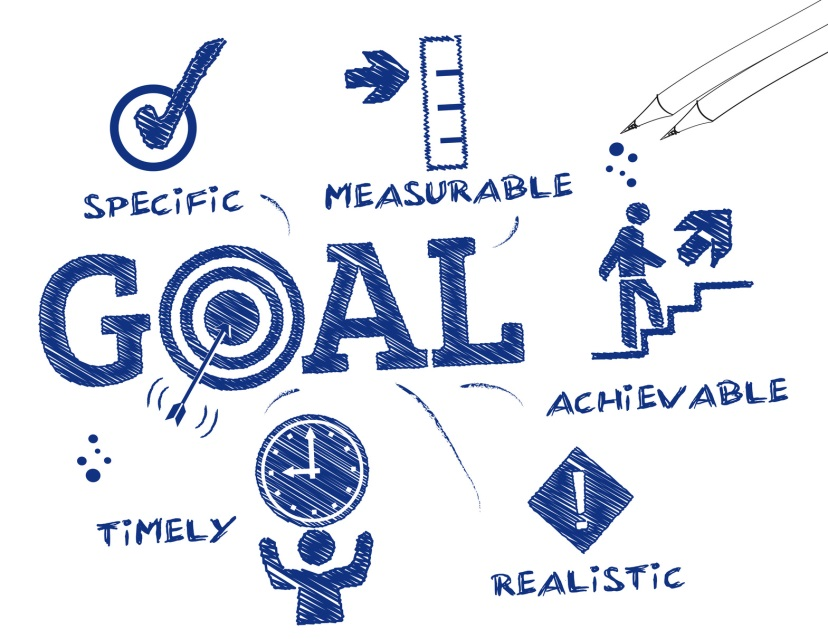 SPECIFIC
MEASURABLE
GOAL
ACHIEVABLE
TIMELY
!
REALISTIC